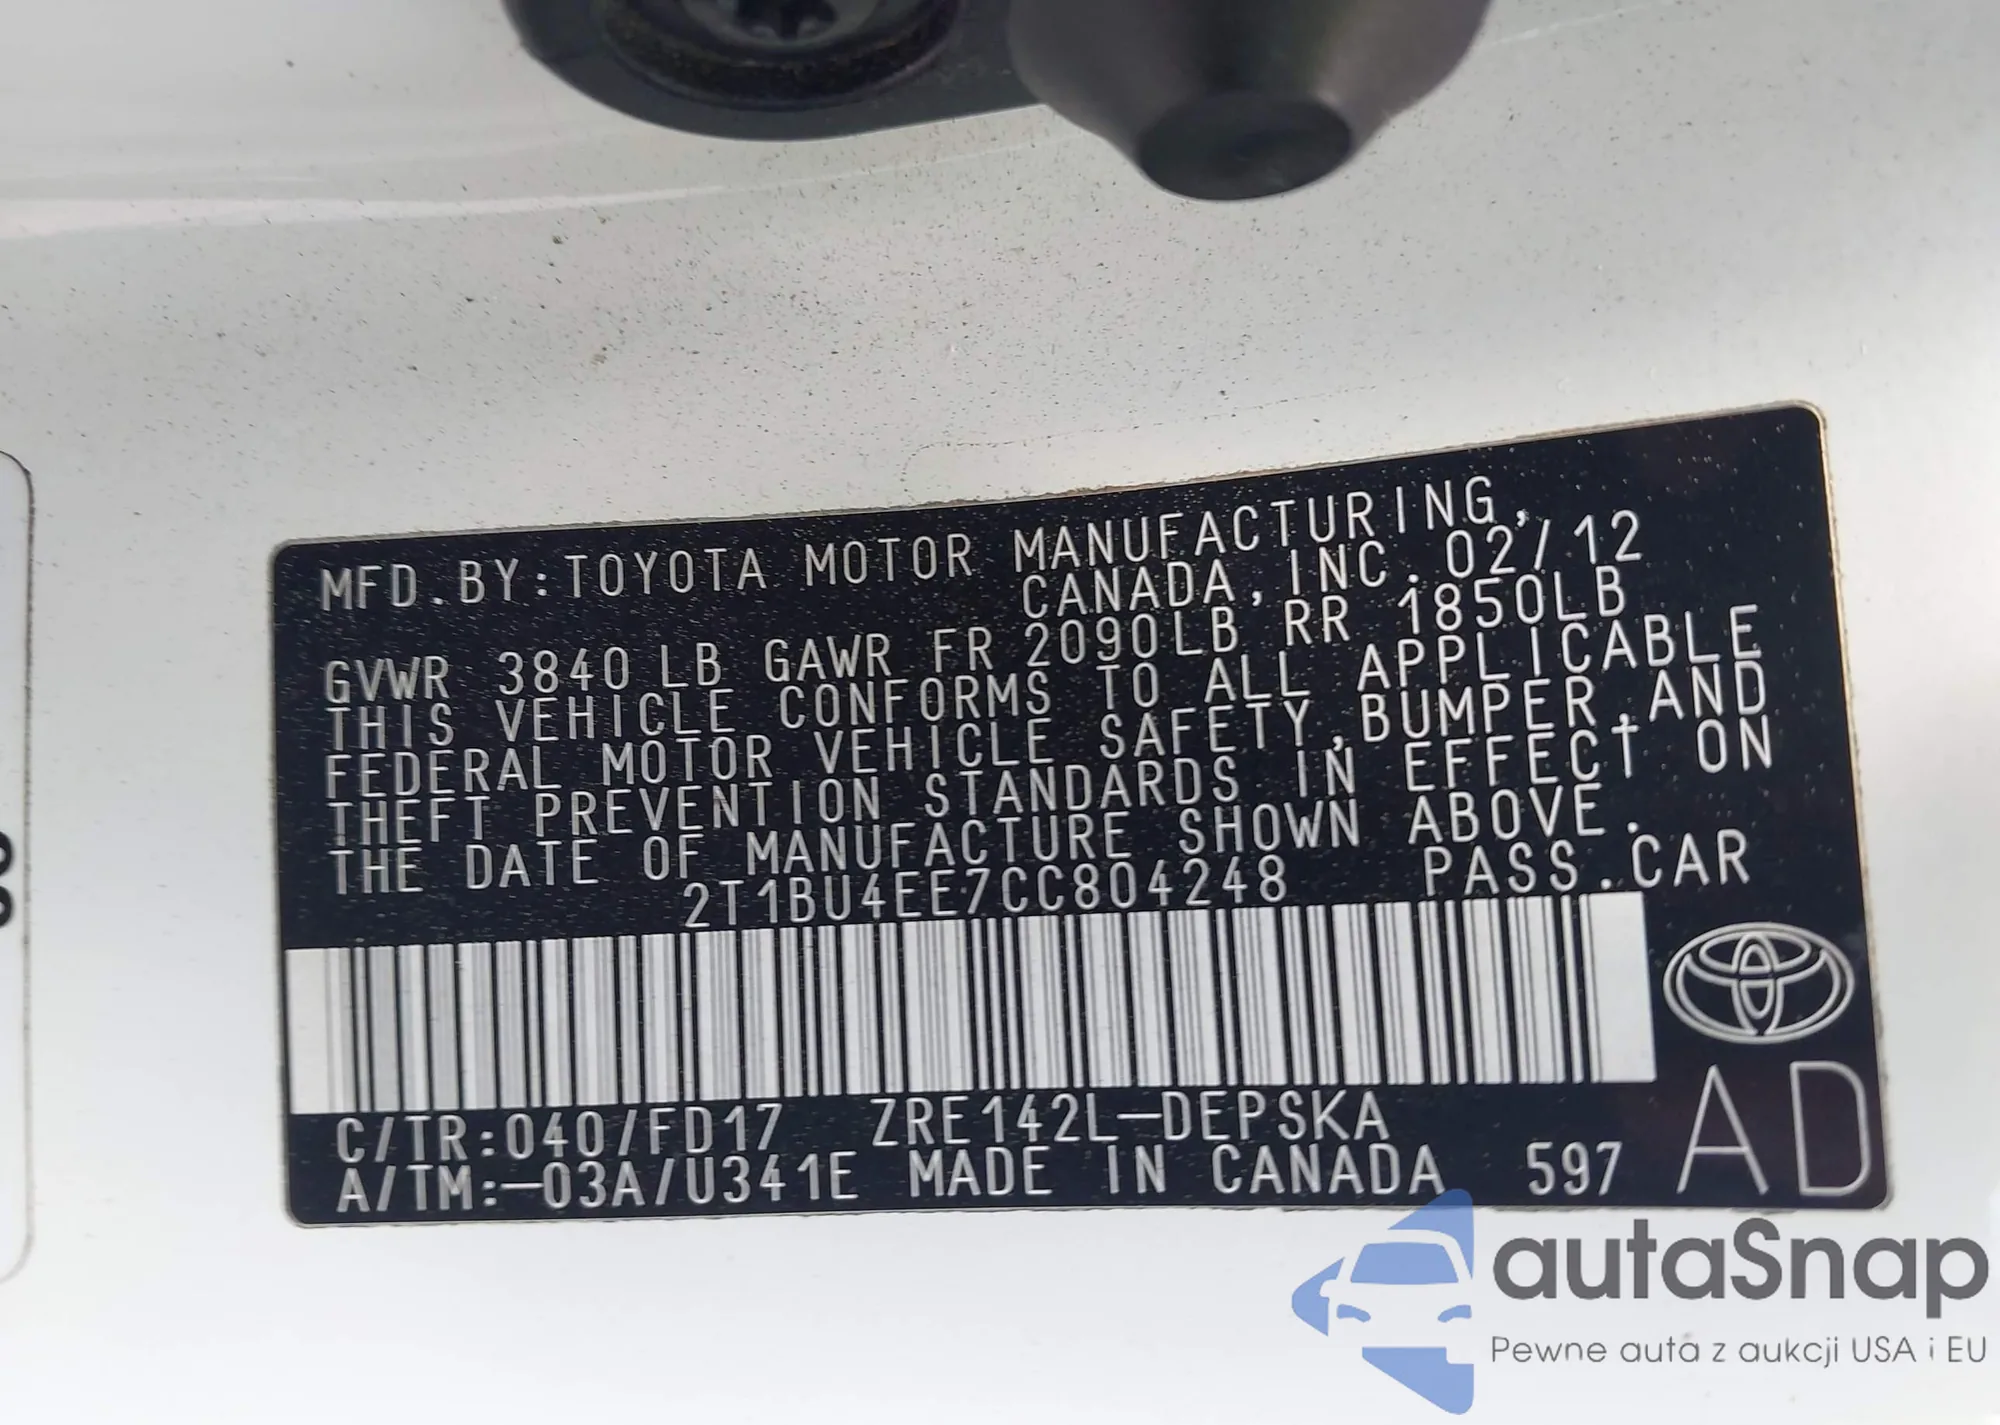 MFD.BY:TOYOTA MOTOR MANUFACTURING,
CANADA, INC. 02/12
GVWR 3840 LB GAWR FR 2090LB RR 1850LB
THIS VEHICLE CONFORMS TO ALL APPLICABLE
FEDERAL MOTOR VEHICLE SAFETY,BUMPER,AND
THEFT PREVENTION STANDARDS IN EFFECT ON
THE DATE OF MANUFACTURE SHOWN ABOVE.
2T1BU4EE7CC804248 PASS.CAR
C/TR:040/FD17 ZRE142L-DEPSKA
A/TM:-03A/U341E MADE IN CANADA 597
AD
autaSnap
Pewne auta z aukcji USA i EU